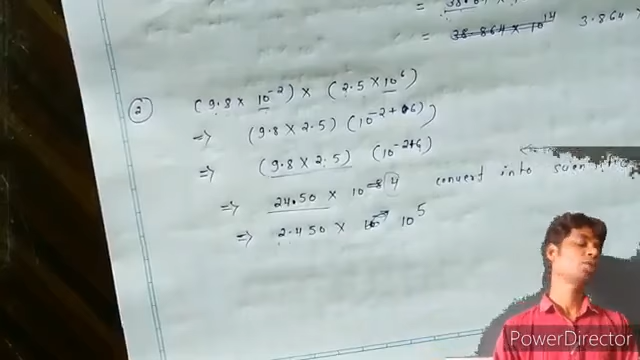 = 38.864 × 10^14 3.864 ×
② (9.8 × 10^-2) × (2.5 × 10^6)
=> (9.8 × 2.5) (10^-2+6)
=> (9.8 × 2.5) (10^-2+6)
=> 24.50 × 10^4 convert into
=> 2.450 × 10^5
PowerDirector